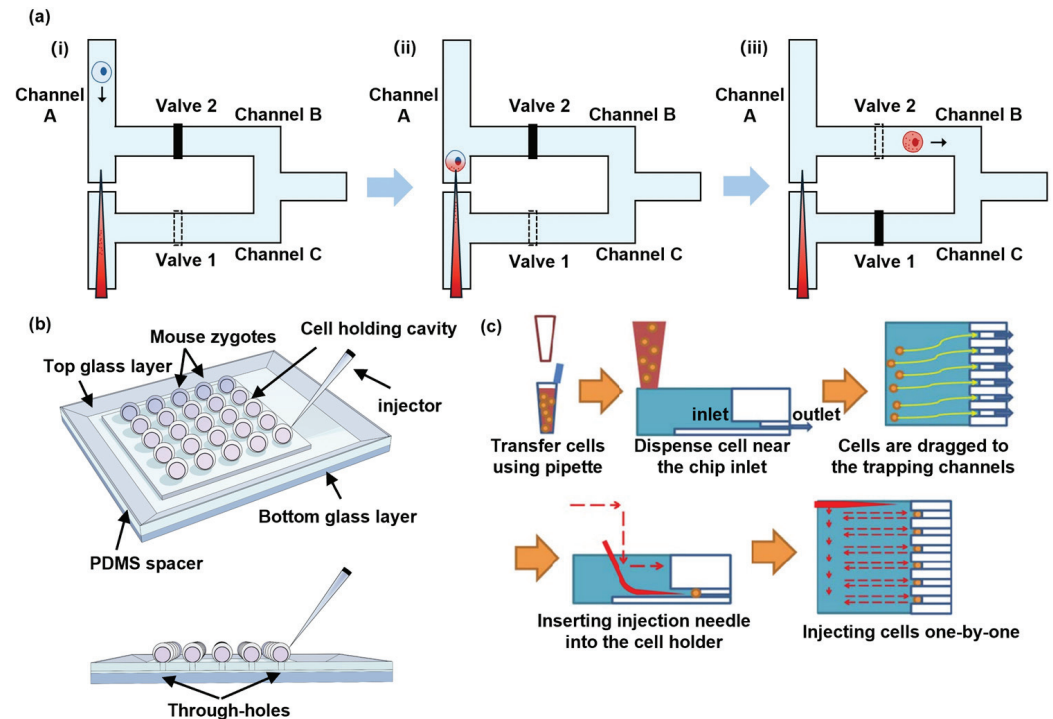 (a)
(i)
Channel
A
Valve 2
Channel B
Valve 1
Channel C
(ii)
Channel
A
Valve 2
Channel B
Valve 1
Channel C
(iii)
Channel
A
Valve 2
Channel B
Valve 1
Channel C
(b)
Mouse zygotes
Cell holding cavity
Top glass layer
injector
Bottom glass layer
PDMS spacer
Through-holes
(c)
Transfer cells
using pipette
inlet
outlet
Dispense cell near
the chip inlet
Cells are dragged to
the trapping channels
Inserting injection needle
into the cell holder
Injecting cells one-by-one